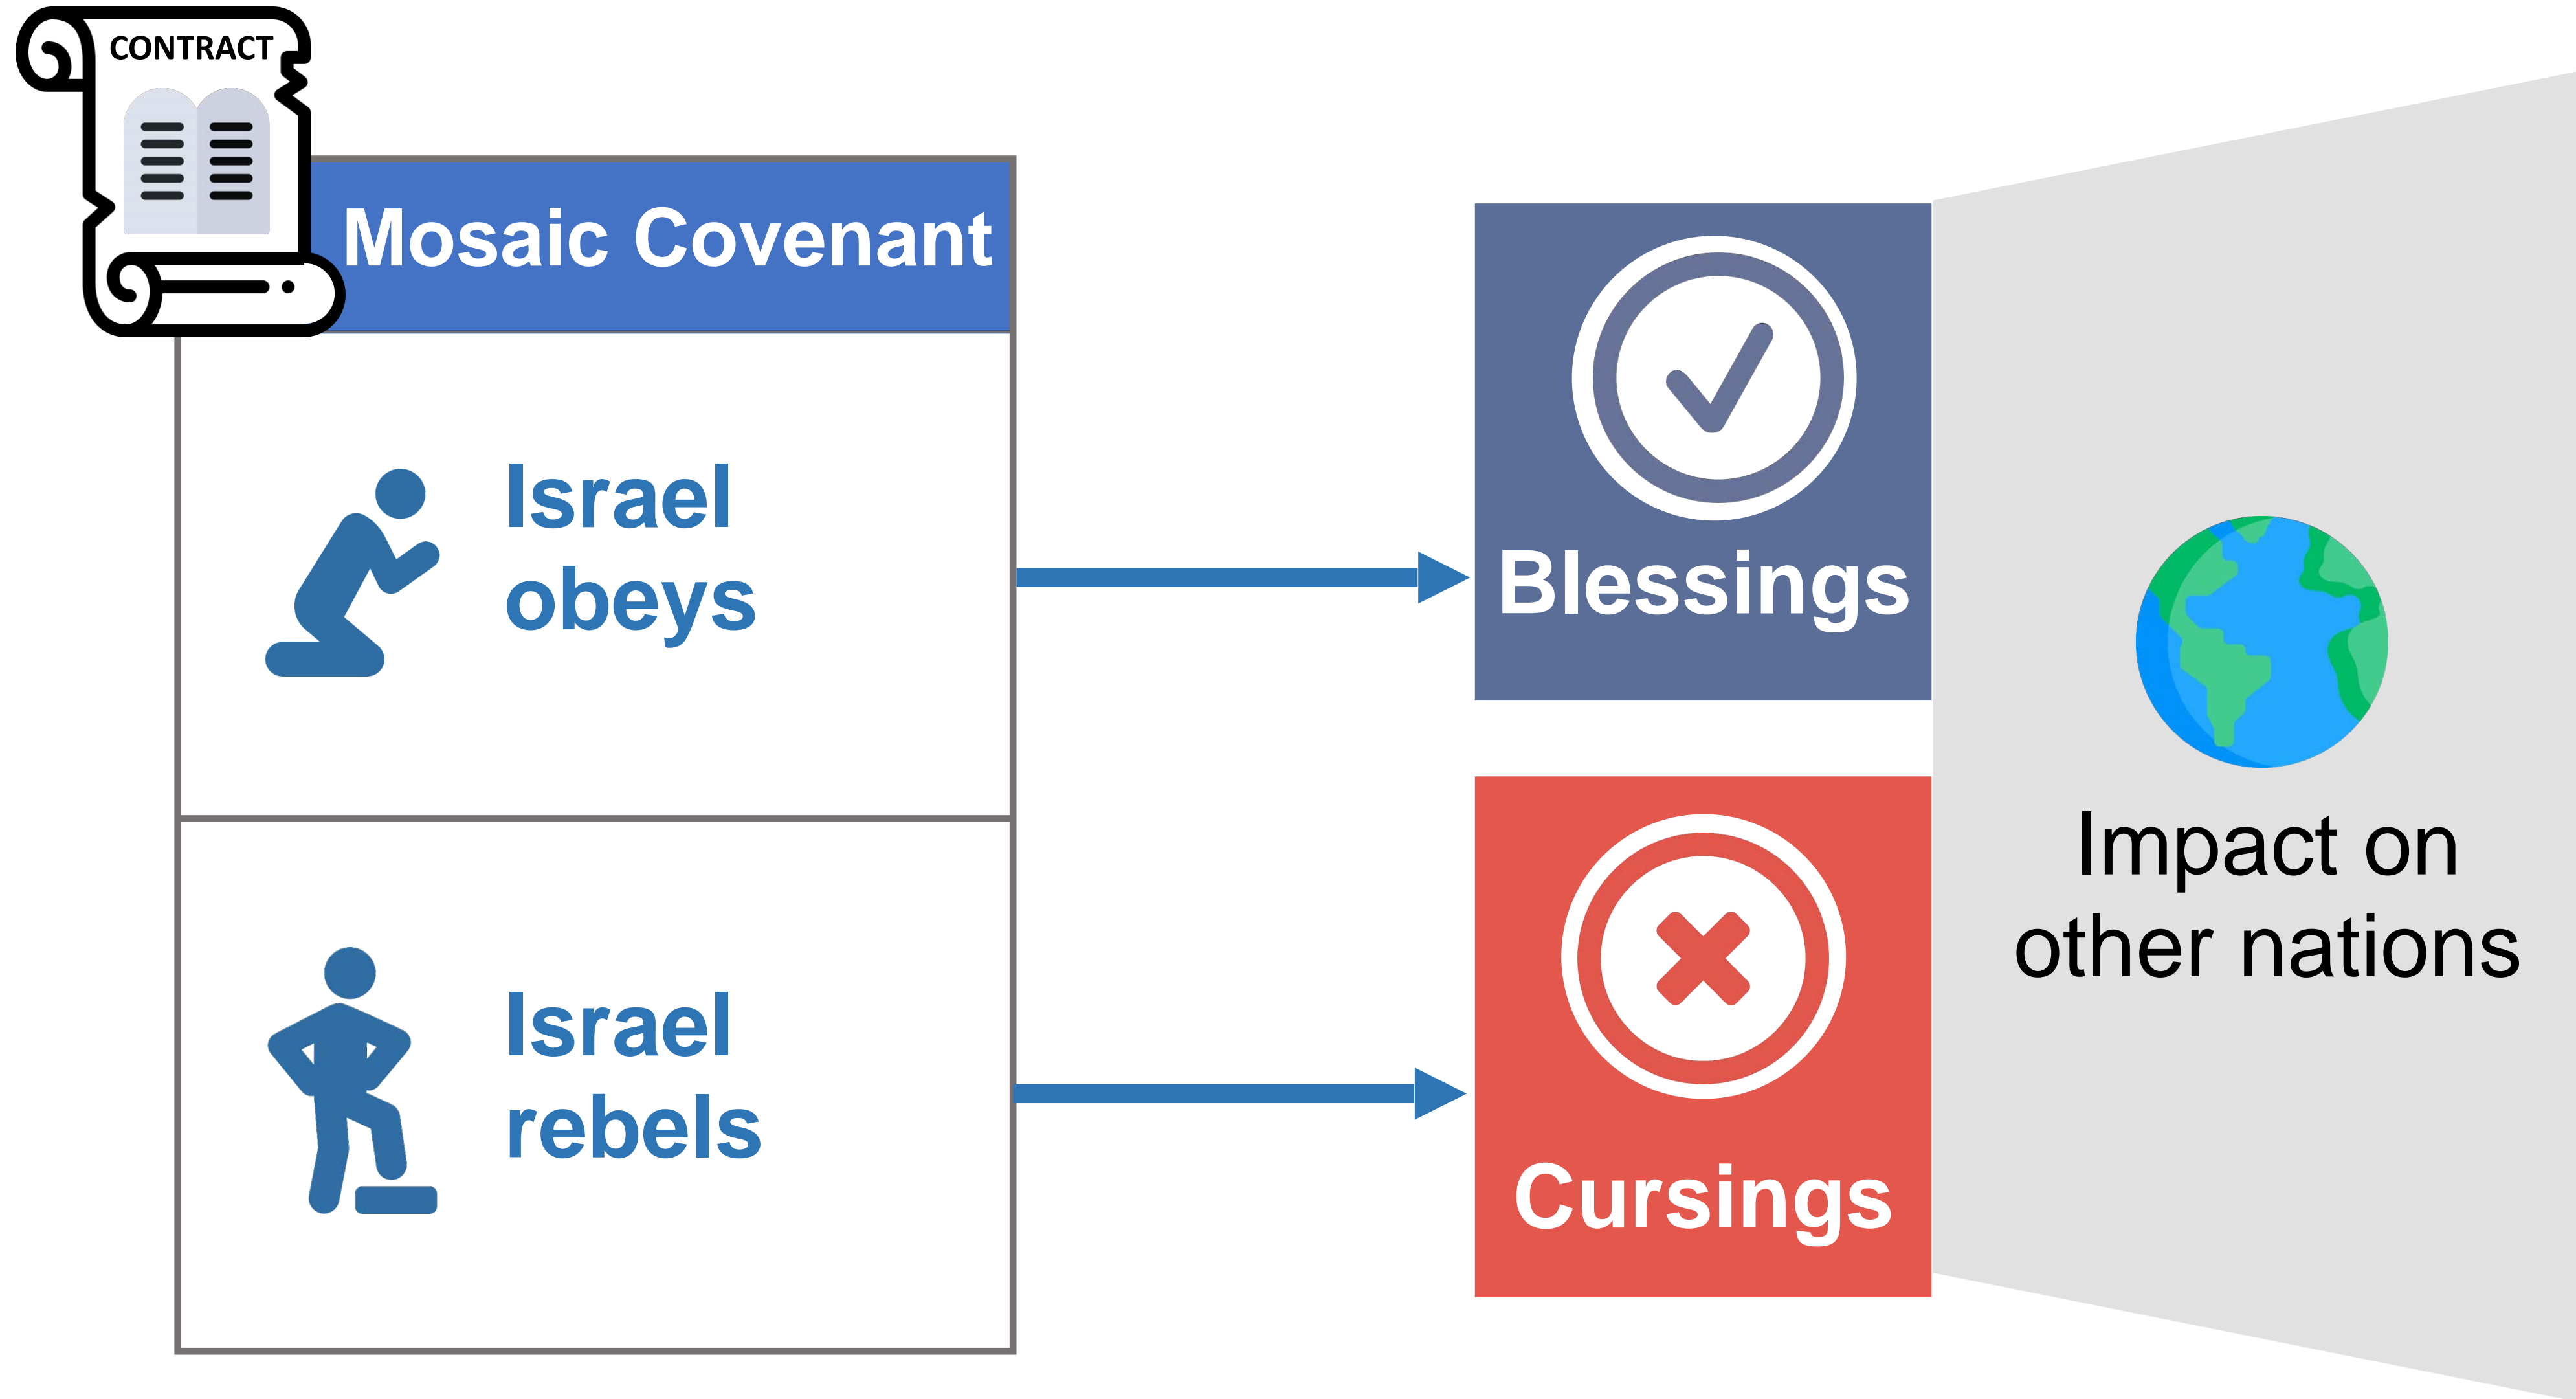 CONTRACT
Mosaic Covenant
Israel
obeys
Israel
rebels
Blessings
Cursings
Impact on
other nations